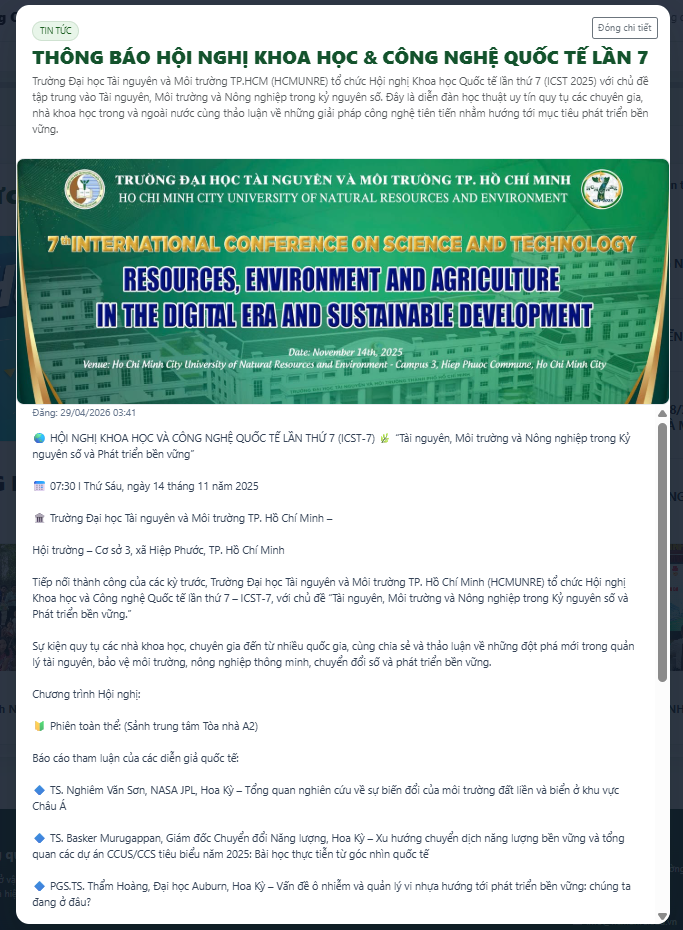 TIN TỨC
Đóng chi tiết
THÔNG BÁO HỘI NGHỊ KHOA HỌC & CÔNG NGHỆ QUỐC TẾ LẦN 7
Trường Đại học Tài nguyên và Môi trường TP.HCM (HCMUNRE) tổ chức Hội nghị Khoa học Quốc tế lần thứ 7 (ICST 2025) với chủ đề
tập trung vào Tài nguyên, Môi trường và Nông nghiệp trong kỷ nguyên số. Đây là diễn đàn học thuật uy tín quy tụ các chuyên gia,
nhà khoa học trong và ngoài nước cùng thảo luận về những giải pháp công nghệ tiên tiến nhằm hướng tới mục tiêu phát triển bền
vững.
TRƯỜNG ĐẠI HỌC TÀI NGUYÊN VÀ MÔI TRƯỜNG TP. HỒ CHÍ MINH
HO CHI MINH CITY UNIVERSITY OF NATURAL RESOURCES AND ENVIRONMENT
7th INTERNATIONAL CONFERENCE ON SCIENCE AND TECHNOLOGY
RESOURCES, ENVIRONMENT AND AGRICULTURE
IN THE DIGITAL ERA AND SUSTAINABLE DEVELOPMENT
Date: November 14th, 2025
Venue: Ho Chi Minh City University of Natural Resources and Environment - Campus 3, Hiep Phuoc Commune, Ho Chi Minh City
Đăng: 29/04/2026 03:41
🌏 HỘI NGHỊ KHOA HỌC VÀ CÔNG NGHỆ QUỐC TẾ LẦN THỨ 7 (ICST-7) 🌿 “Tài nguyên, Môi trường và Nông nghiệp trong Kỷ
nguyên số và Phát triển bền vững”
📅 07:30 I Thứ Sáu, ngày 14 tháng 11 năm 2025
🏛 Trường Đại học Tài nguyên và Môi trường TP. Hồ Chí Minh –
Hội trường – Cơ sở 3, xã Hiệp Phước, TP. Hồ Chí Minh
Tiếp nối thành công của các kỳ trước, Trường Đại học Tài nguyên và Môi trường TP. Hồ Chí Minh (HCMUNRE) tổ chức Hội nghị
Khoa học và Công nghệ Quốc tế lần thứ 7 – ICST-7, với chủ đề “Tài nguyên, Môi trường và Nông nghiệp trong Kỷ nguyên số và
Phát triển bền vững.”
Sự kiện quy tụ các nhà khoa học, chuyên gia đến từ nhiều quốc gia, cùng chia sẻ và thảo luận về những đột phá mới trong quản
lý tài nguyên, bảo vệ môi trường, nông nghiệp thông minh, chuyển đổi số và phát triển bền vững.
Chương trình Hội nghị:
🔰 Phiên toàn thể: (Sảnh trung tâm Tòa nhà A2)
Báo cáo tham luận của các diễn giả quốc tế:
🔷 TS. Nghiêm Văn Sơn, NASA JPL, Hoa Kỳ – Tổng quan nghiên cứu về sự biến đổi của môi trường đất liền và biển ở khu vực
Châu Á
🔷 TS. Basker Murugappan, Giám đốc Chuyển đổi Năng lượng, Hoa Kỳ – Xu hướng chuyển dịch năng lượng bền vững và tổng
quan các dự án CCUS/CCS tiêu biểu năm 2025: Bài học thực tiễn từ góc nhìn quốc tế
🔷 PGS.TS. Thẩm Hoàng, Đại học Auburn, Hoa Kỳ – Vấn đề ô nhiễm và quản lý vi nhựa hướng tới phát triển bền vững: chúng ta
đang ở đâu?